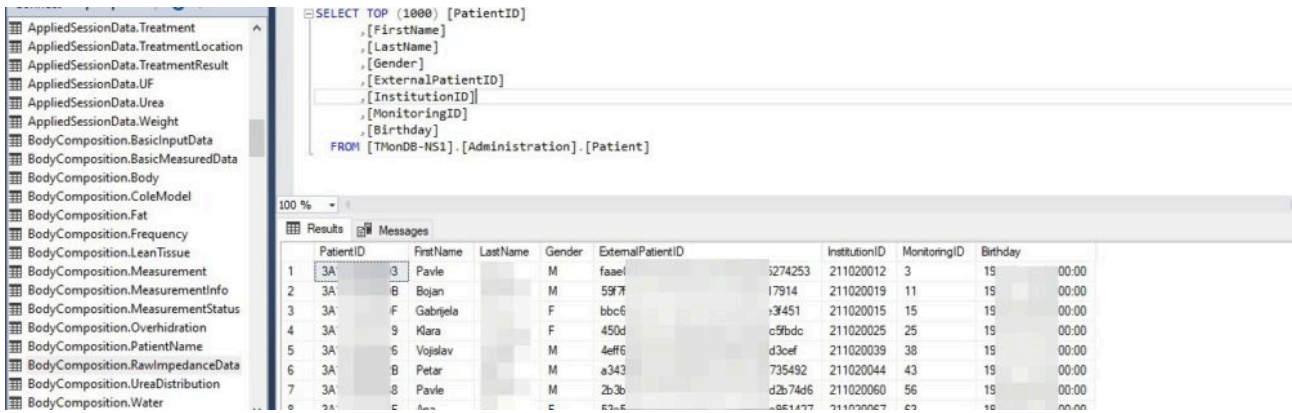 AppliedSessionData.Treatment
AppliedSessionData.TreatmentLocation
AppliedSessionData.TreatmentResult
AppliedSessionData.UF
AppliedSessionData.Urea
AppliedSessionData.Weight
BodyComposition.BasicInputData
BodyComposition.BasicMeasuredData
BodyComposition.Body
BodyComposition.ColeModel
BodyComposition.Fat
BodyComposition.Frequency
BodyComposition.LeanTissue
BodyComposition.Measurement
BodyComposition.MeasurementInfo
BodyComposition.MeasurementStatus
BodyComposition.Overhidration
BodyComposition.PatientName
BodyComposition.RawImpedanceData
BodyComposition.UreaDistribution
BodyComposition.Water
SELECT TOP (1000) [PatientID]
,[FirstName]
,[LastName]
,[Gender]
,[ExternalPatientID]
,[InstitutionID]
,[MonitoringID]
,[Birthday]
FROM [TMonDB-NS1].[Administration].[Patient]
100 %
Results Messages
PatientID FirstName LastName Gender ExternalPatientID InstitutionID MonitoringID Birthday
1 3A 3 Pavle M faae 5274253 211020012 3 19 00:00
2 3A B Bojan M 59f7 17914 211020019 11 19 00:00
3 3A F Gabrijela F bbc6 3f451 211020015 15 19 00:00
4 3A 9 Klara F 450d c5fbdc 211020025 25 19 00:00
5 3A 6 Vojislav M 4eff6 d3cef 211020039 38 19 00:00
6 3A B Petar M a343 735492 211020044 43 19 00:00
7 3A 8 Pavle M 2b3b d2b74d6 211020060 56 19 00:00